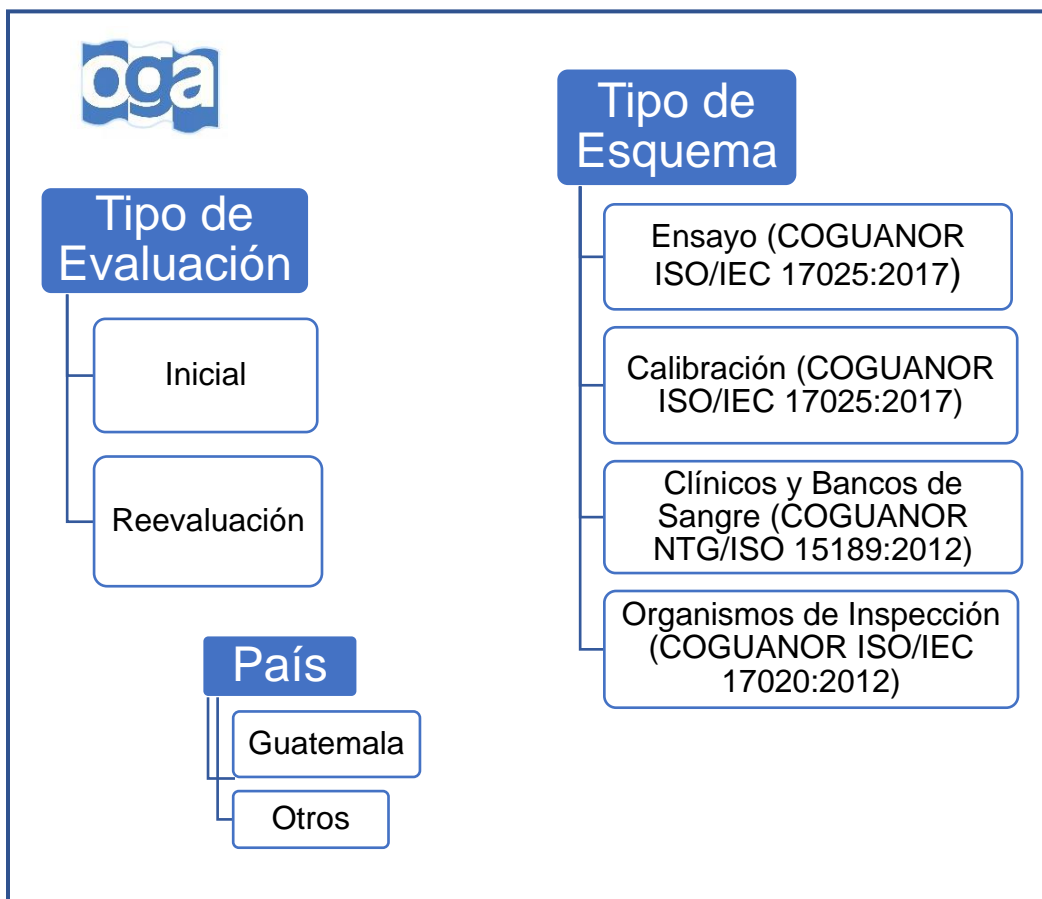 oga
Tipo de
Evaluación
Inicial
Reevaluación
País
Guatemala
Otros
Tipo de
Esquema
Ensayo (COGUANOR
ISO/IEC 17025:2017)
Calibración (COGUANOR
ISO/IEC 17025:2017)
Clínicos y Bancos de
Sangre (COGUANOR
NTG/ISO 15189:2012)
Organismos de Inspección
(COGUANOR ISO/IEC
17020:2012)